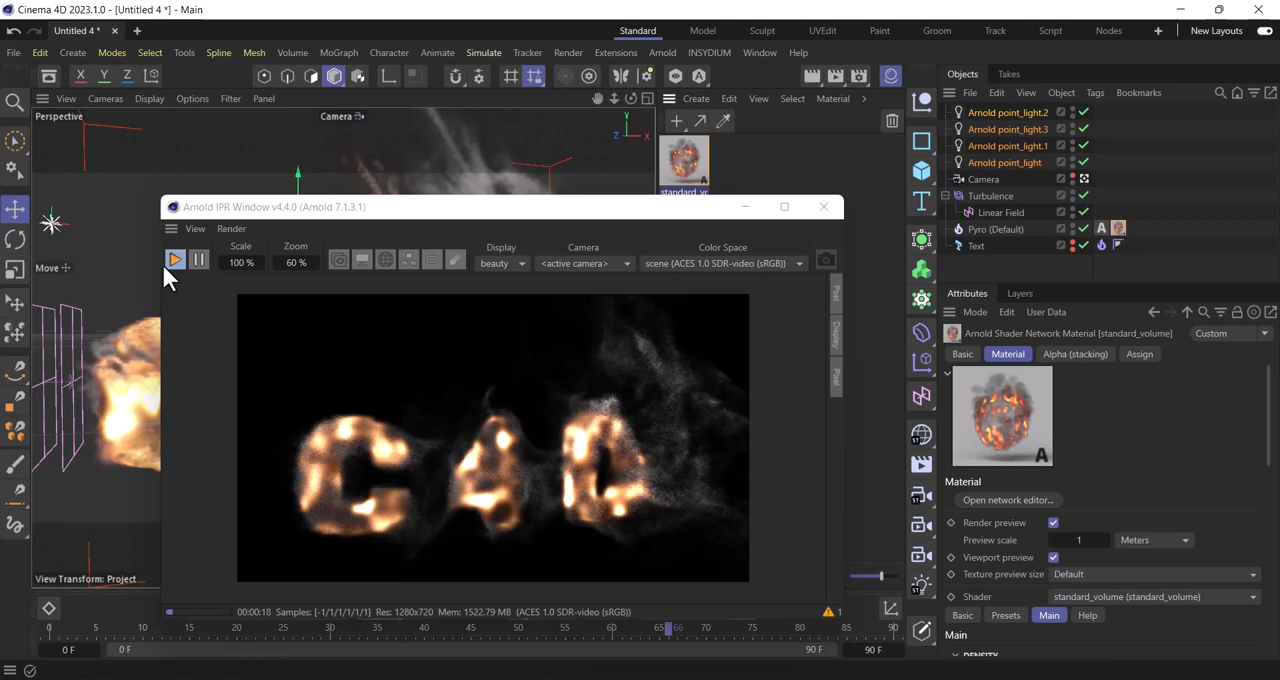 Cinema 4D 2023.1.0 - [Untitled 4 *] - Main
Untitled 4 *
Standard Model Sculpt UVEdit Paint Groom Track Script Nodes New Layouts
File Edit Create Modes Select Tools Spline Mesh Volume MoGraph Character Animate Simulate Tracker Render Extensions Arnold INSYDIUM Window Help
X Y Z
Objects Takes
View Cameras Display Options Filter Panel
Create Edit View Select Material
File Edit View Object Tags Bookmarks
Perspective
Camera
Y
Z X
Arnold point_light.2
Arnold point_light.3
Arnold point_light.1
Arnold point_light
Camera
Turbulence
Linear Field
Pyro (Default)
Text
A
standard_vo
Arnold IPR Window v4.4.0 (Arnold 7.1.3.1)
View Render
Scale Zoom Display Camera Color Space
100 % 60 % beauty <active camera> scene (ACES 1.0 SDR-video (sRGB))
Post
Display
Pixel
Move
C4D
View Transform: Project
00:00:18 Samples: [-1/1/1/1/1/1] Res: 1280x720 Mem: 1522.79 MB (ACES 1.0 SDR-video (sRGB))
1
0 5 10 15 20 25 30 35 40 45 50 55 60 65 66 70 75 80 85 90
0 F 0 F 90 F 90 F
Attributes Layers
Mode Edit User Data
Arnold Shader Network Material [standard_volume] Custom
Basic Material Alpha (stacking) Assign
A
Material
Open network editor...
Render preview
Preview scale 1 Meters
Viewport preview
Texture preview size Default
Shader standard_volume (standard_volume)
Basic Presets Main Help
Main
DENSITY
ST
ST
ST